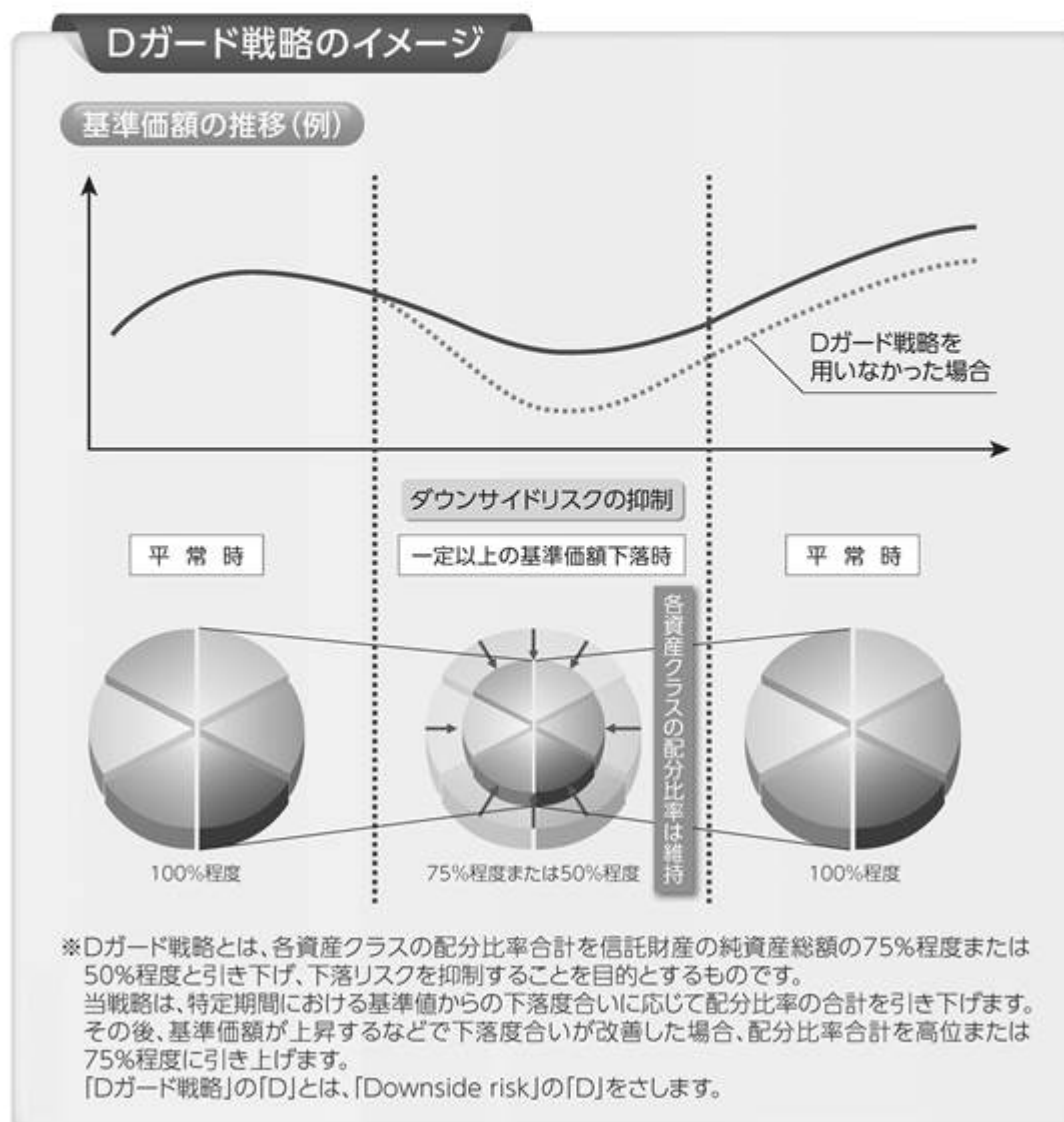 Dガード戦略のイメージ
基準価額の推移(例)
Dガード戦略を
用いなかった場合
ダウンサイドリスクの抑制
平常時
一定以上の基準価額下落時
平常時
各資産クラスの配分比率は維持
100%程度
75%程度または50%程度
100%程度
※Dガード戦略とは、各資産クラスの配分比率合計を信託財産の純資産総額の75%程度または
50%程度と引き下げ、下落リスクを抑制することを目的とするものです。
当戦略は、特定期間における基準値からの下落度合いに応じて配分比率の合計を引き下げます。
その後、基準価額が上昇するなどで下落度合いが改善した場合、配分比率合計を高位または
75%程度に引き上げます。
「Dガード戦略」の「D」とは、「Downside risk」の「D」をさします。